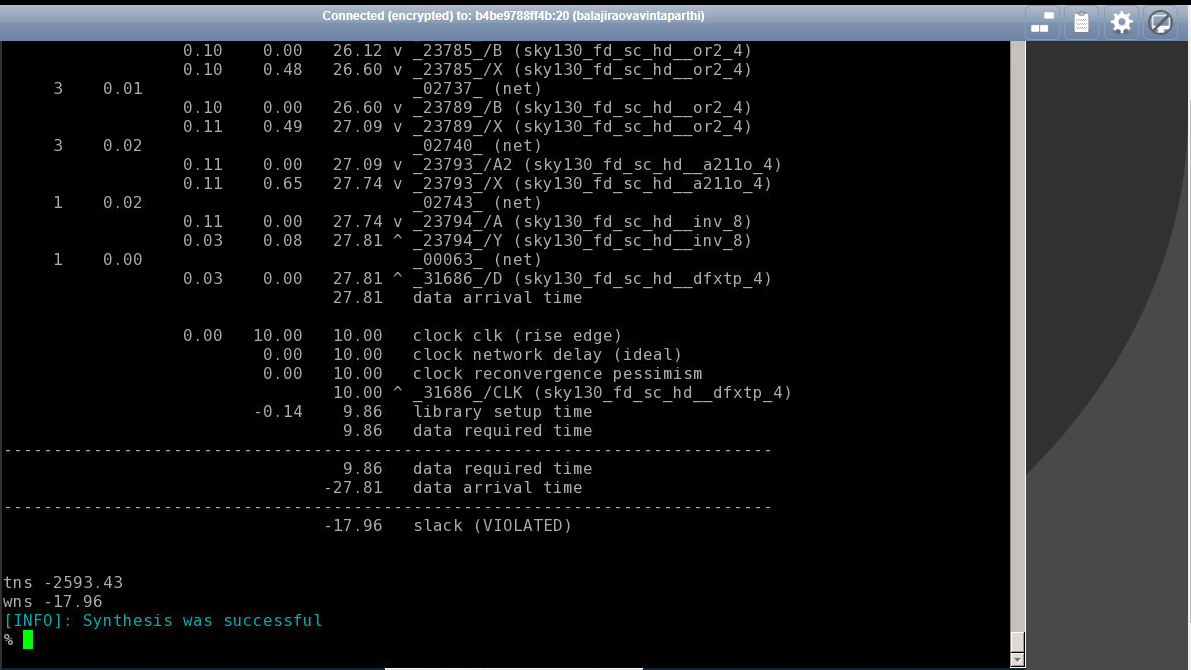 Connected (encrypted) to: b4be9788ff4b:20 (balajiraovavintaparthi)
0.10 0.00 26.12 v _23785_/B (sky130_fd_sc_hd__or2_4)
0.10 0.48 26.60 v _23785_/X (sky130_fd_sc_hd__or2_4)
3 0.01 _02737_ (net)
0.10 0.00 26.60 v _23789_/B (sky130_fd_sc_hd__or2_4)
0.11 0.49 27.09 v _23789_/X (sky130_fd_sc_hd__or2_4)
3 0.02 _02740_ (net)
0.11 0.00 27.09 v _23793_/A2 (sky130_fd_sc_hd__a211o_4)
0.11 0.65 27.74 v _23793_/X (sky130_fd_sc_hd__a211o_4)
1 0.02 _02743_ (net)
0.11 0.00 27.74 v _23794_/A (sky130_fd_sc_hd__inv_8)
0.03 0.08 27.81 ^ _23794_/Y (sky130_fd_sc_hd__inv_8)
1 0.00 _00063_ (net)
0.03 0.00 27.81 ^ _31686_/D (sky130_fd_sc_hd__dfxtp_4)
27.81 data arrival time
0.00 10.00 10.00 clock clk (rise edge)
0.00 10.00 clock network delay (ideal)
0.00 10.00 clock reconvergence pessimism
10.00 ^ _31686_/CLK (sky130_fd_sc_hd__dfxtp_4)
-0.14 9.86 library setup time
9.86 data required time
-----------------------------------------------------------------------------
9.86 data required time
-27.81 data arrival time
-----------------------------------------------------------------------------
-17.96 slack (VIOLATED)
tns -2593.43
wns -17.96
[INFO]: Synthesis was successful
%